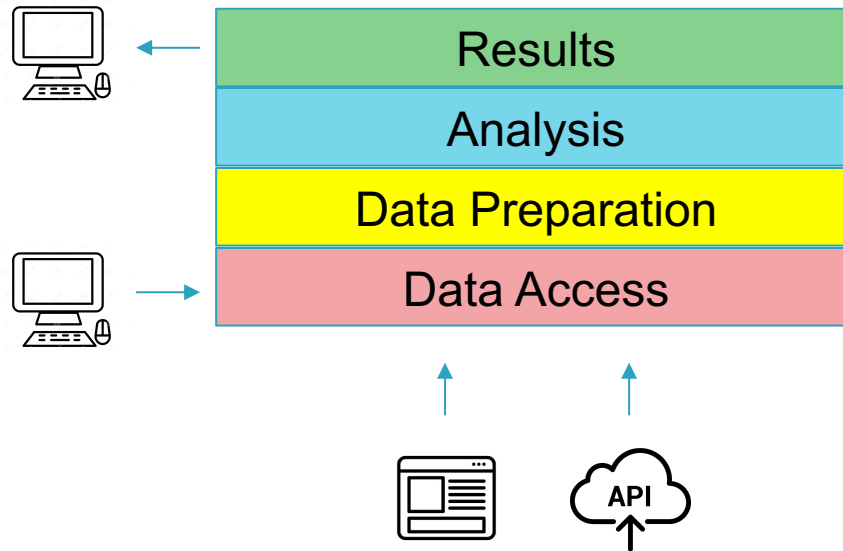 Results
Analysis
Data Preparation
Data Access
API